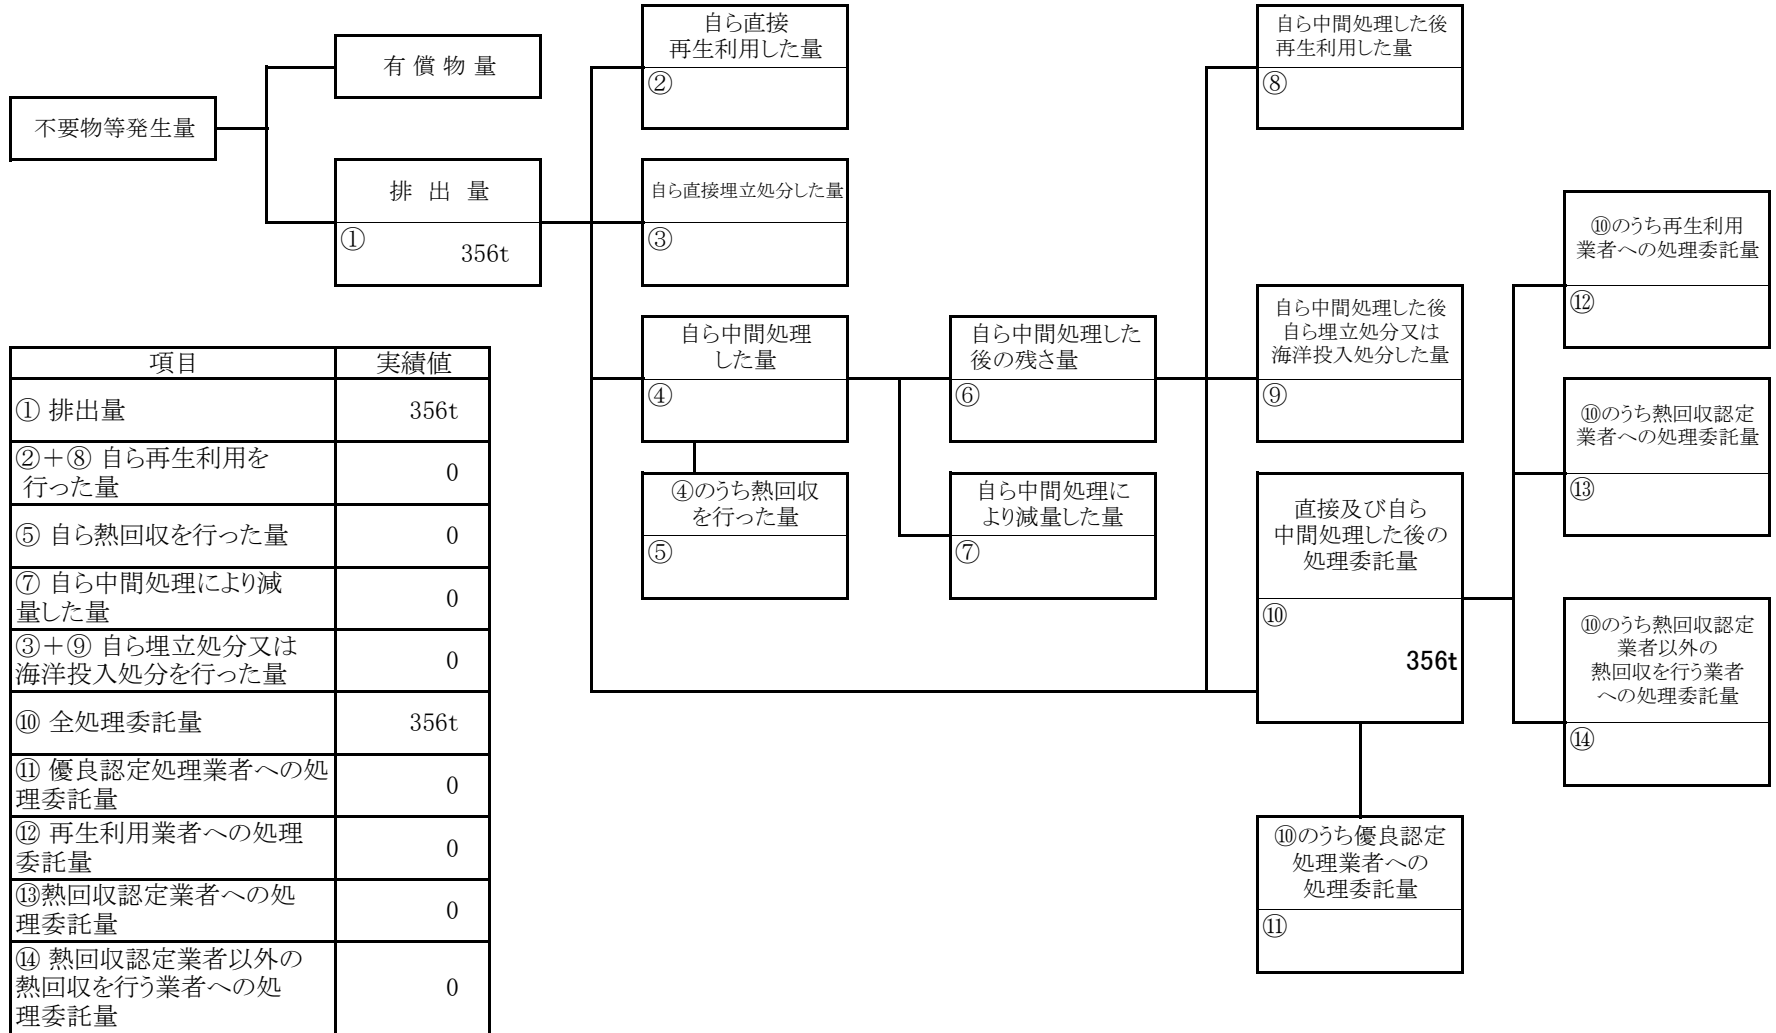 不要物等発生量
有 償 物 量
排 出 量
①
356t
自ら直接
再生利用した量
②
自ら直接埋立処分した量
③
自ら中間処理
した量
④
④のうち熱回収
を行った量
⑤
自ら中間処理した
後の残さ量
⑥
自ら中間処理に
より減量した量
⑦
自ら中間処理した後
再生利用した量
⑧
自ら中間処理した後
自ら埋立処分又は
海洋投入処分した量
⑨
直接及び自ら
中間処理した後の
処理委託量
⑩
356t
⑩のうち優良認定
処理業者への
処理委託量
⑪
⑩のうち再生利用
業者への処理委託量
⑫
⑩のうち熱回収認定
業者への処理委託量
⑬
⑩のうち熱回収認定
業者以外の
熱回収を行う業者
への処理委託量
⑭
項目 実績値
① 排出量 356t
②＋⑧ 自ら再生利用を
行った量 0
⑤ 自ら熱回収を行った量 0
⑦ 自ら中間処理により減
量した量 0
③＋⑨ 自ら埋立処分又は
海洋投入処分を行った量 0
⑩ 全処理委託量 356t
⑪ 優良認定処理業者への処
理委託量 0
⑫ 再生利用業者への処理
委託量 0
⑬熱回収認定業者への処
理委託量 0
⑭ 熱回収認定業者以外の
熱回収を行う業者への処
理委託量 0